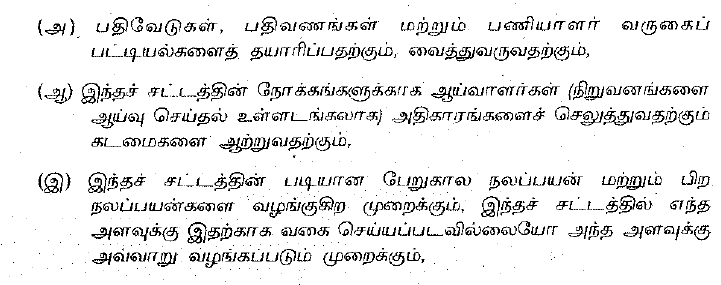 (அ) பதிவேடுகள், பதிவணங்கள் மற்றும் பணியாளர் வருகைப்
பட்டியல்களைத் தயாரிப்பதற்கும், வைத்துவருவதற்கும்,
(ஆ) இந்தச் சட்டத்தின் நோக்கங்களுக்காக ஆய்வாளர்கள் (நிறுவனங்களை
ஆய்வு செய்தல் உள்ளடங்கலாக) அதிகாரங்களைச் செலுத்துவதற்கும்
கடமைகளை ஆற்றுவதற்கும்,
(இ) இந்தச் சட்டத்தின் படியான பேறுகால நலப்பயன் மற்றும் பிற
நலப்பயன்களை வழங்குகிற முறைக்கும், இந்தச் சட்டத்தில் எந்த
அளவுக்கு இதற்காக வகை செய்யப்படவில்லையோ அந்த அளவுக்கு
அவ்வாறு வழங்கப்படும் முறைக்கும்,